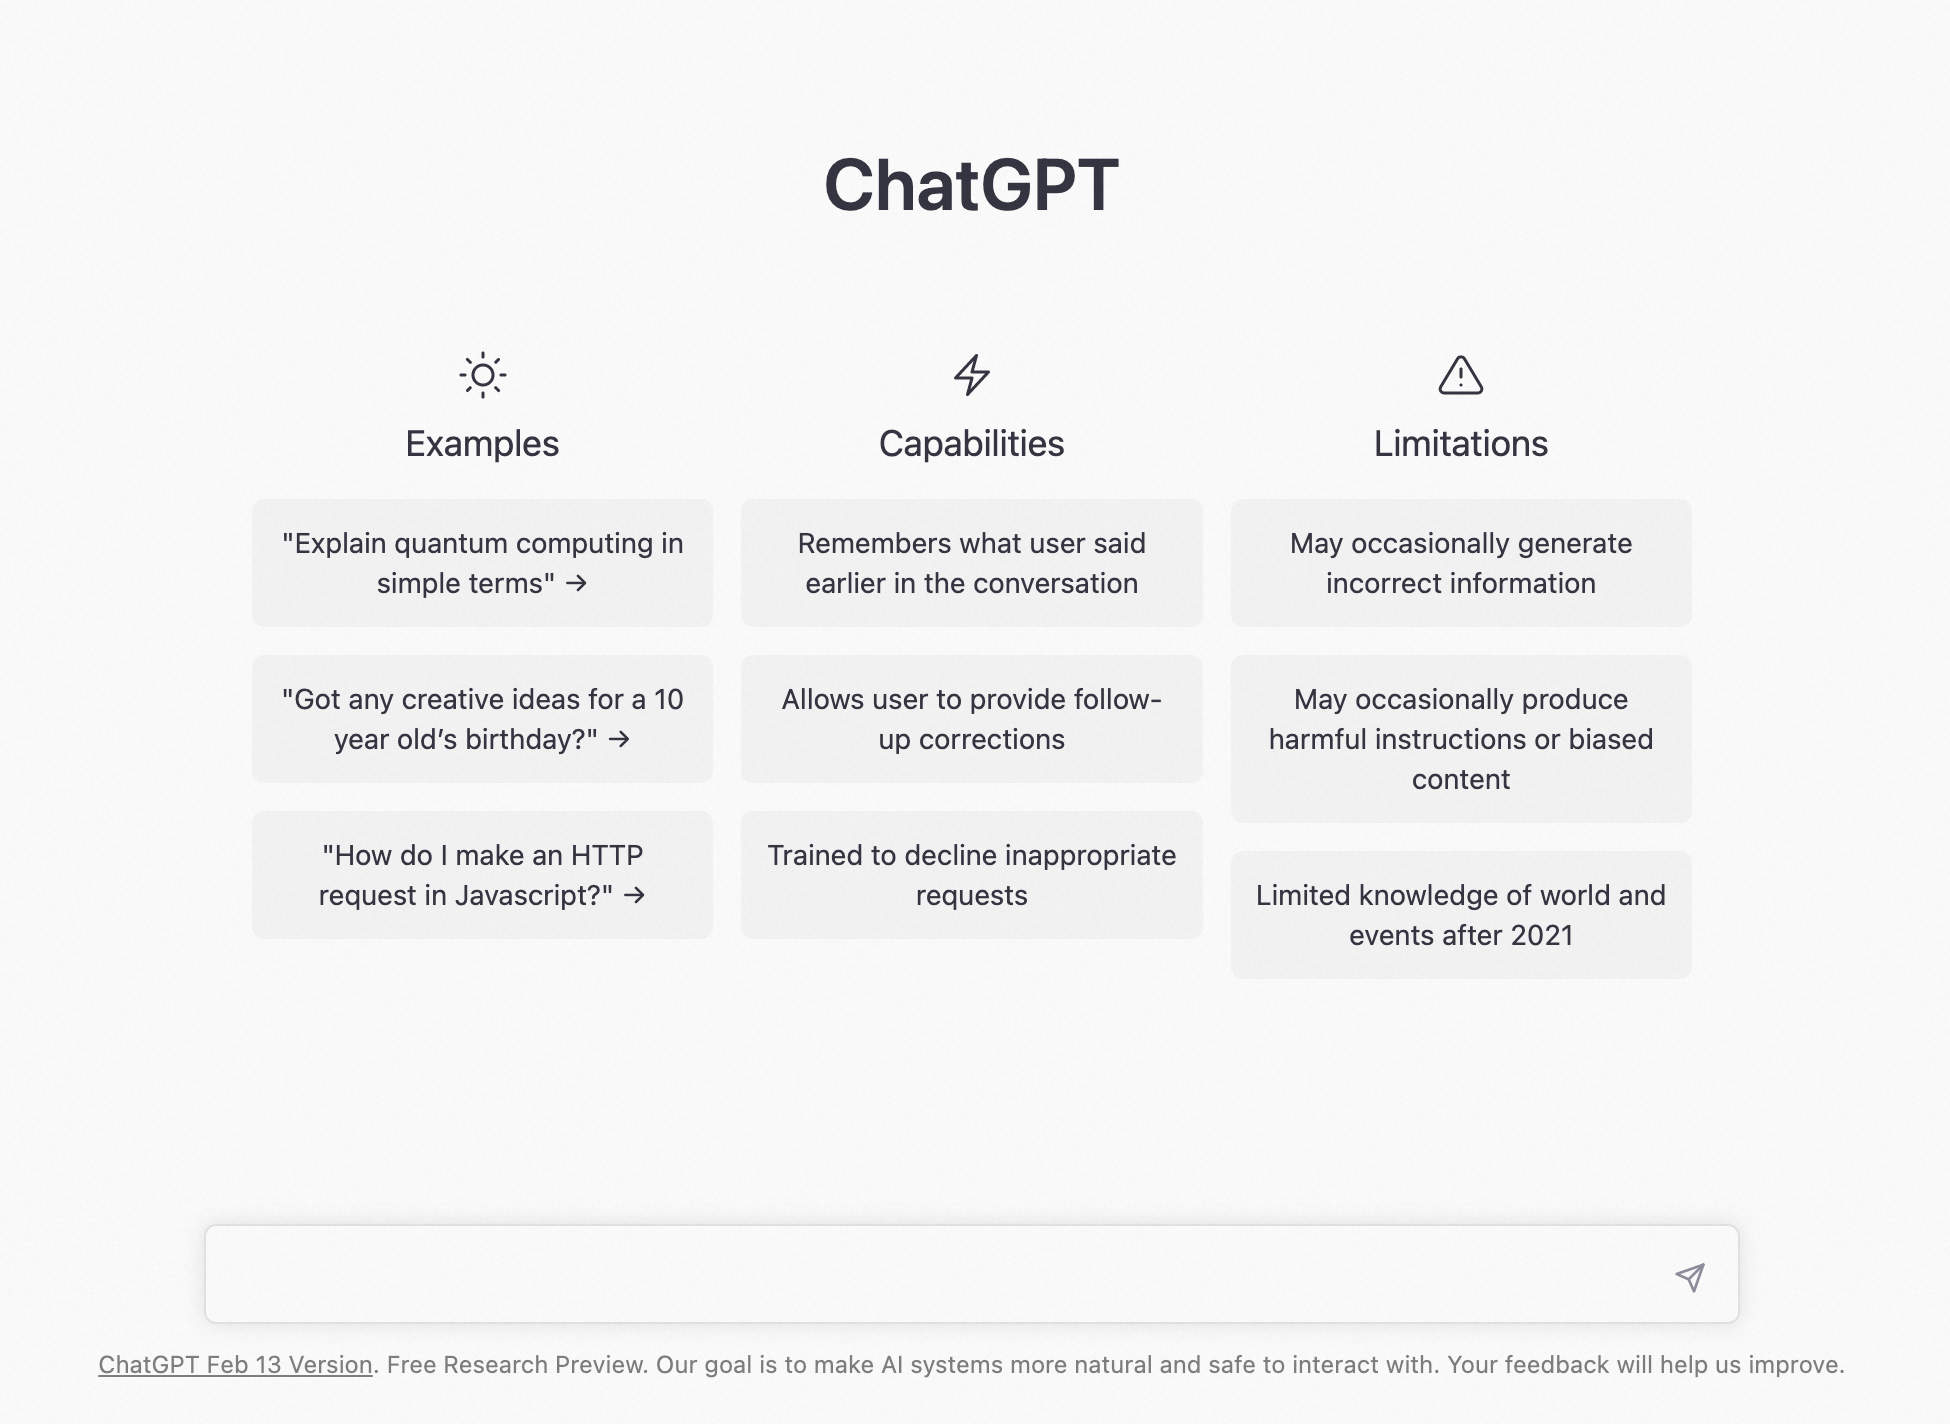 ChatGPT
Examples
"Explain quantum computing in
simple terms" →
"Got any creative ideas for a 10
year old’s birthday?" →
"How do I make an HTTP
request in Javascript?" →
Capabilities
Remembers what user said
earlier in the conversation
Allows user to provide follow-
up corrections
Trained to decline inappropriate
requests
Limitations
May occasionally generate
incorrect information
May occasionally produce
harmful instructions or biased
content
Limited knowledge of world and
events after 2021
ChatGPT Feb 13 Version. Free Research Preview. Our goal is to make AI systems more natural and safe to interact with. Your feedback will help us improve.